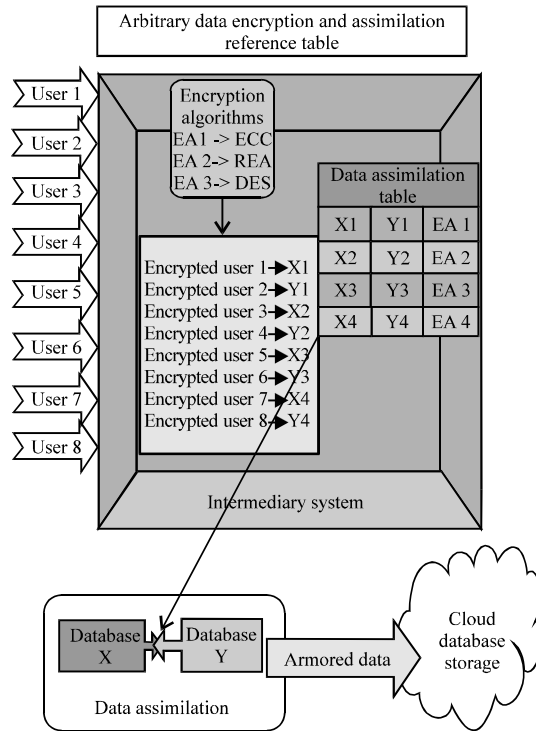 Arbitrary data encryption and assimilation
reference table
User 1
User 2
User 3
User 4
User 5
User 6
User 7
User 8
Encryption
algorithms
EA1 -> ECC
EA 2-> REA
EA 3-> DES
Data assimilation
table
X1 Y1 EA 1
X2 Y2 EA 2
X3 Y3 EA 3
X4 Y4 EA 4
Encrypted user 1→X1
Encrypted user 2→Y1
Encrypted user 3→X2
Encrypted user 4→Y2
Encrypted user 5→X3
Encrypted user 6→Y3
Encrypted user 7→X4
Encrypted user 8→Y4
Intermediary system
Database
X
Database
Y
Data assimilation
Armored data
Cloud
database
storage